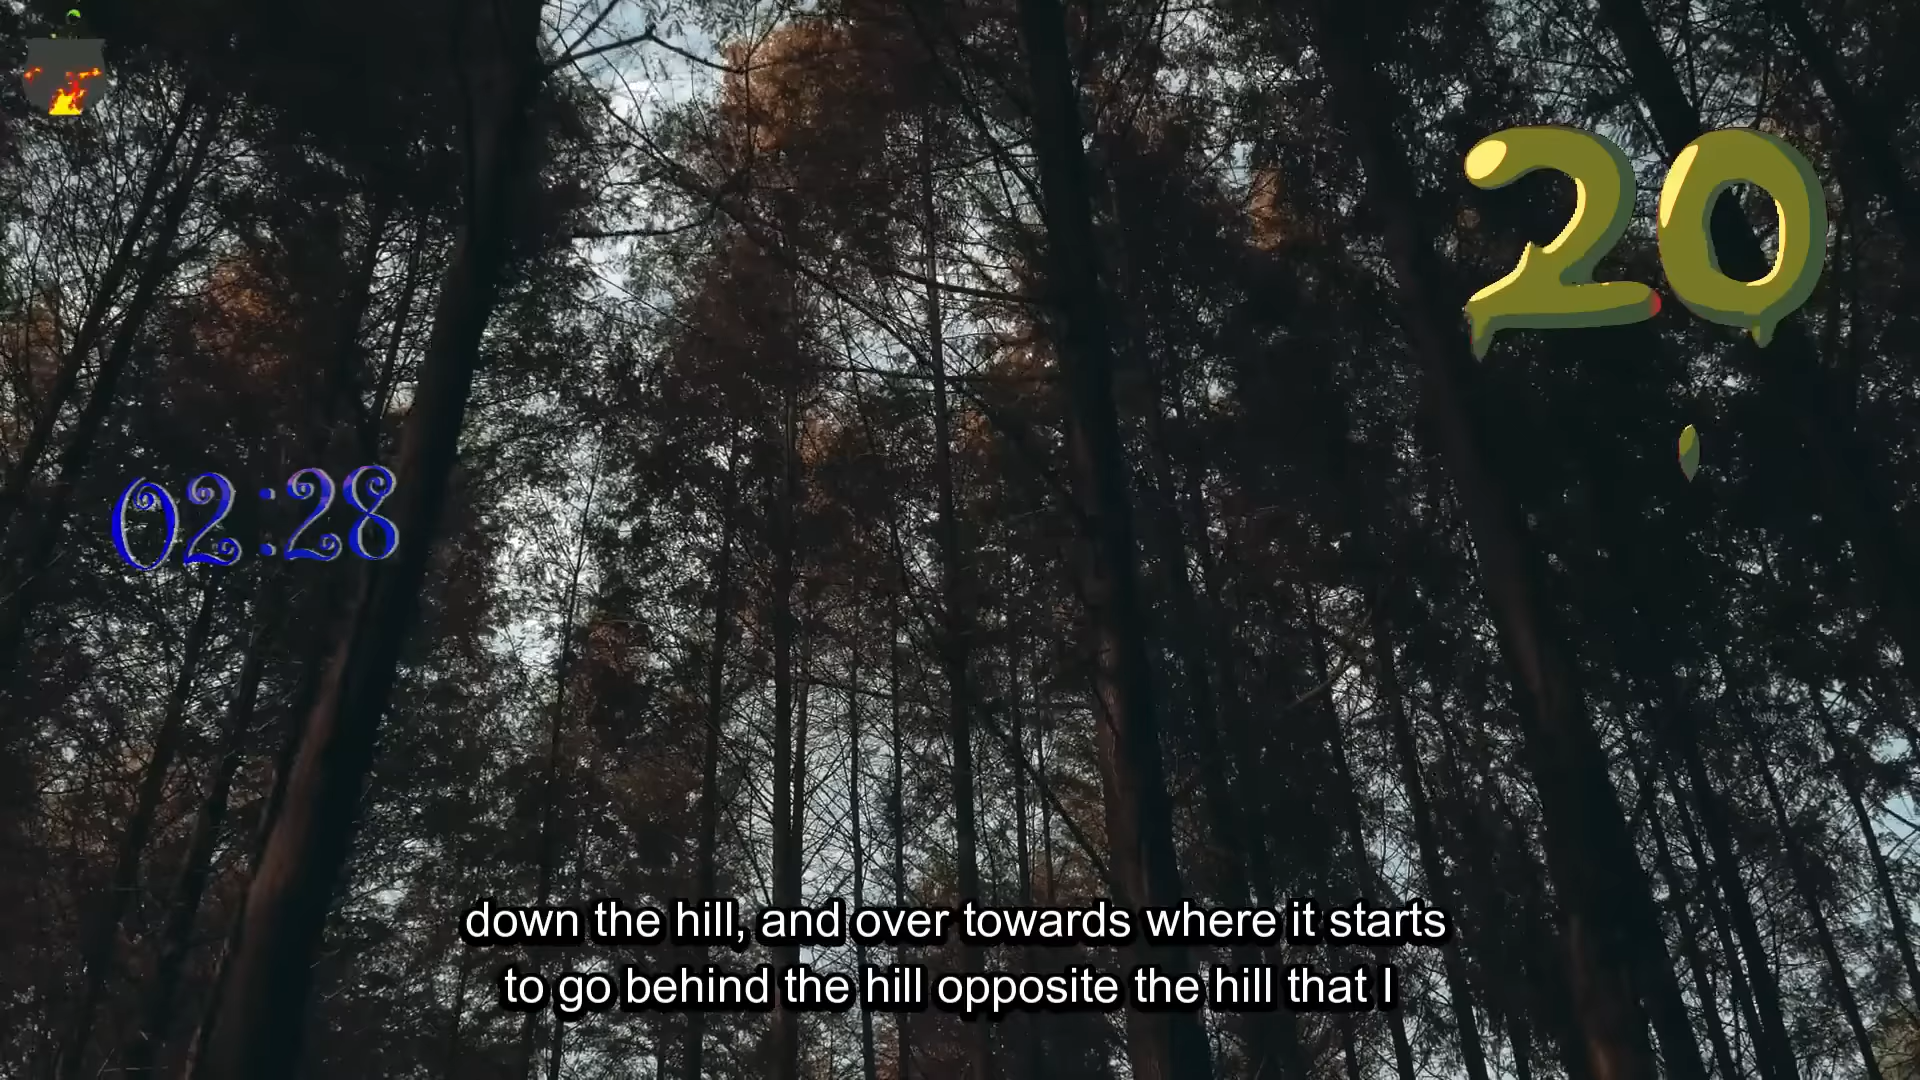 20
02:28
down the hill, and over towards where it starts
to go behind the hill opposite the hill that I